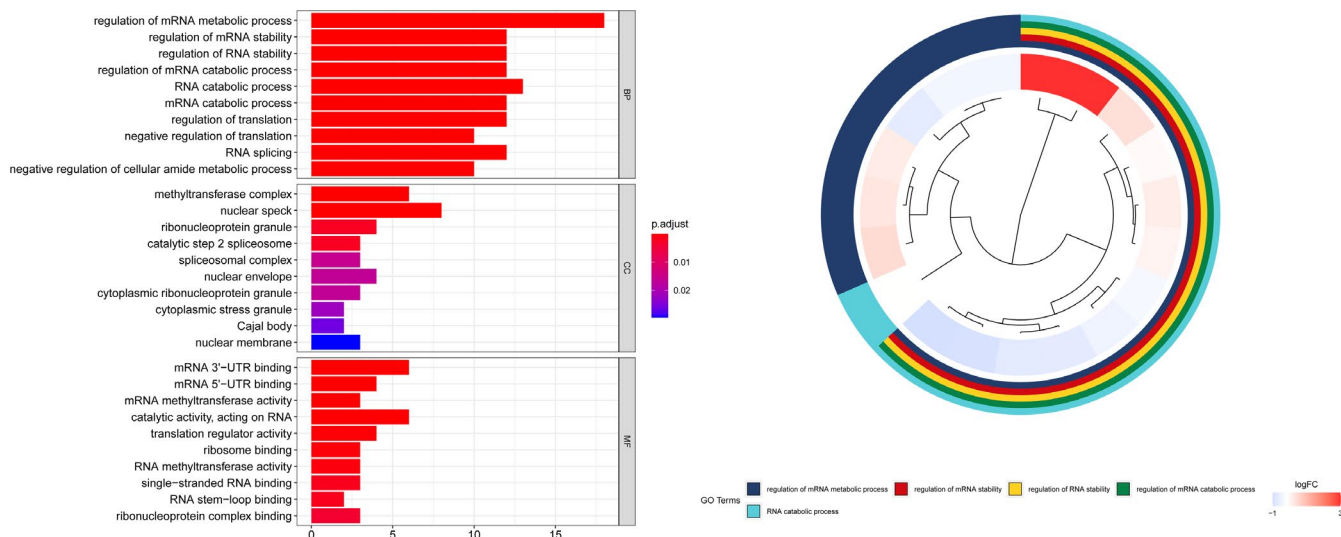 regulation of mRNA metabolic process
regulation of mRNA stability
regulation of RNA stability
regulation of mRNA catabolic process
RNA catabolic process
mRNA catabolic process
regulation of translation
negative regulation of translation
RNA splicing
negative regulation of cellular amide metabolic process
BP
methyltransferase complex
nuclear speck
ribonucleoprotein granule
catalytic step 2 spliceosome
spliceosomal complex
nuclear envelope
cytoplasmic ribonucleoprotein granule
cytoplasmic stress granule
Cajal body
nuclear membrane
CC
mRNA 3'−UTR binding
mRNA 5'−UTR binding
mRNA methyltransferase activity
catalytic activity, acting on RNA
translation regulator activity
ribosome binding
RNA methyltransferase activity
single−stranded RNA binding
RNA stem−loop binding
ribonucleoprotein complex binding
MF
0 5 10 15
p.adjust
0.01
0.02
GO Terms
regulation of mRNA metabolic process
regulation of mRNA stability
regulation of RNA stability
regulation of mRNA catabolic process
RNA catabolic process
logFC
−1